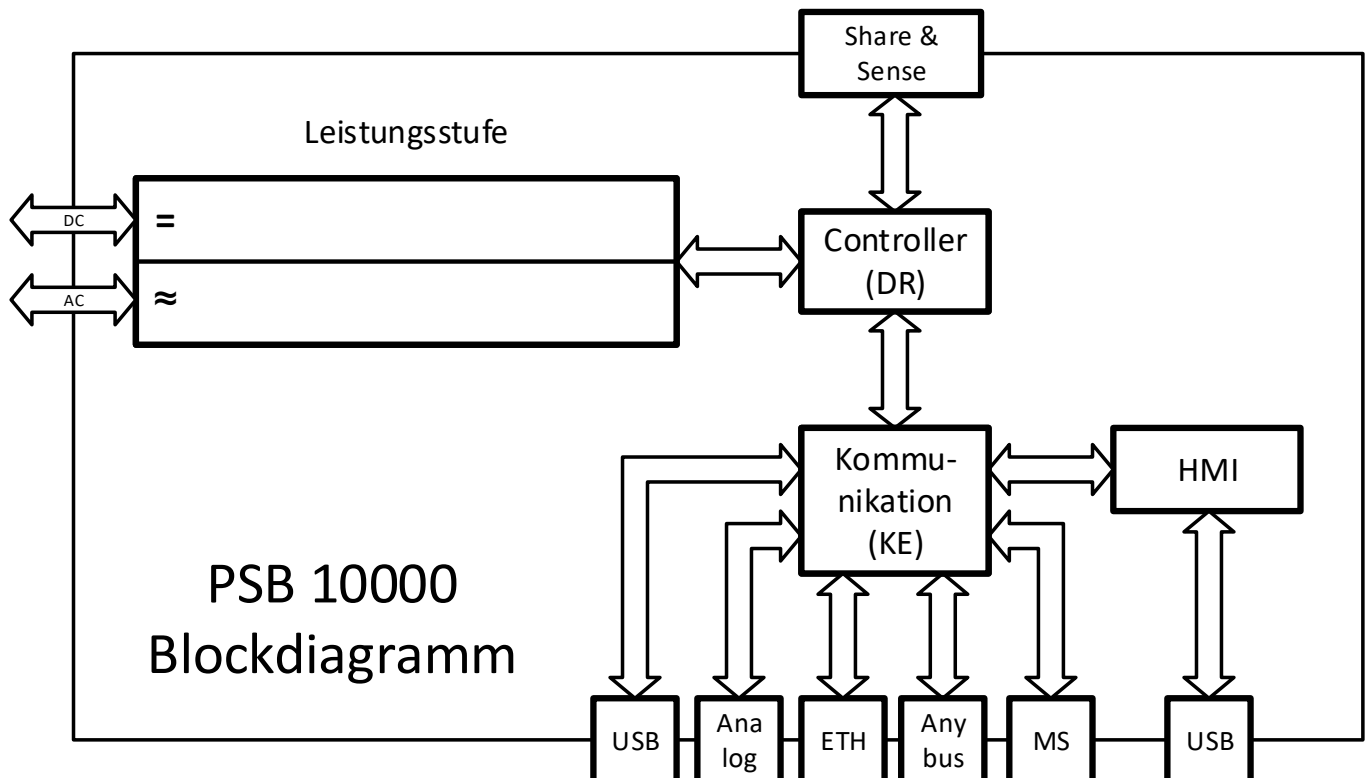 Share &
Sense
Leistungsstufe
DC
=
AC
≈
Controller
(DR)
Kommu-
nikation
(KE)
HMI
PSB 10000
Blockdiagramm
USB
Ana
log
ETH
Any
bus
MS
USB